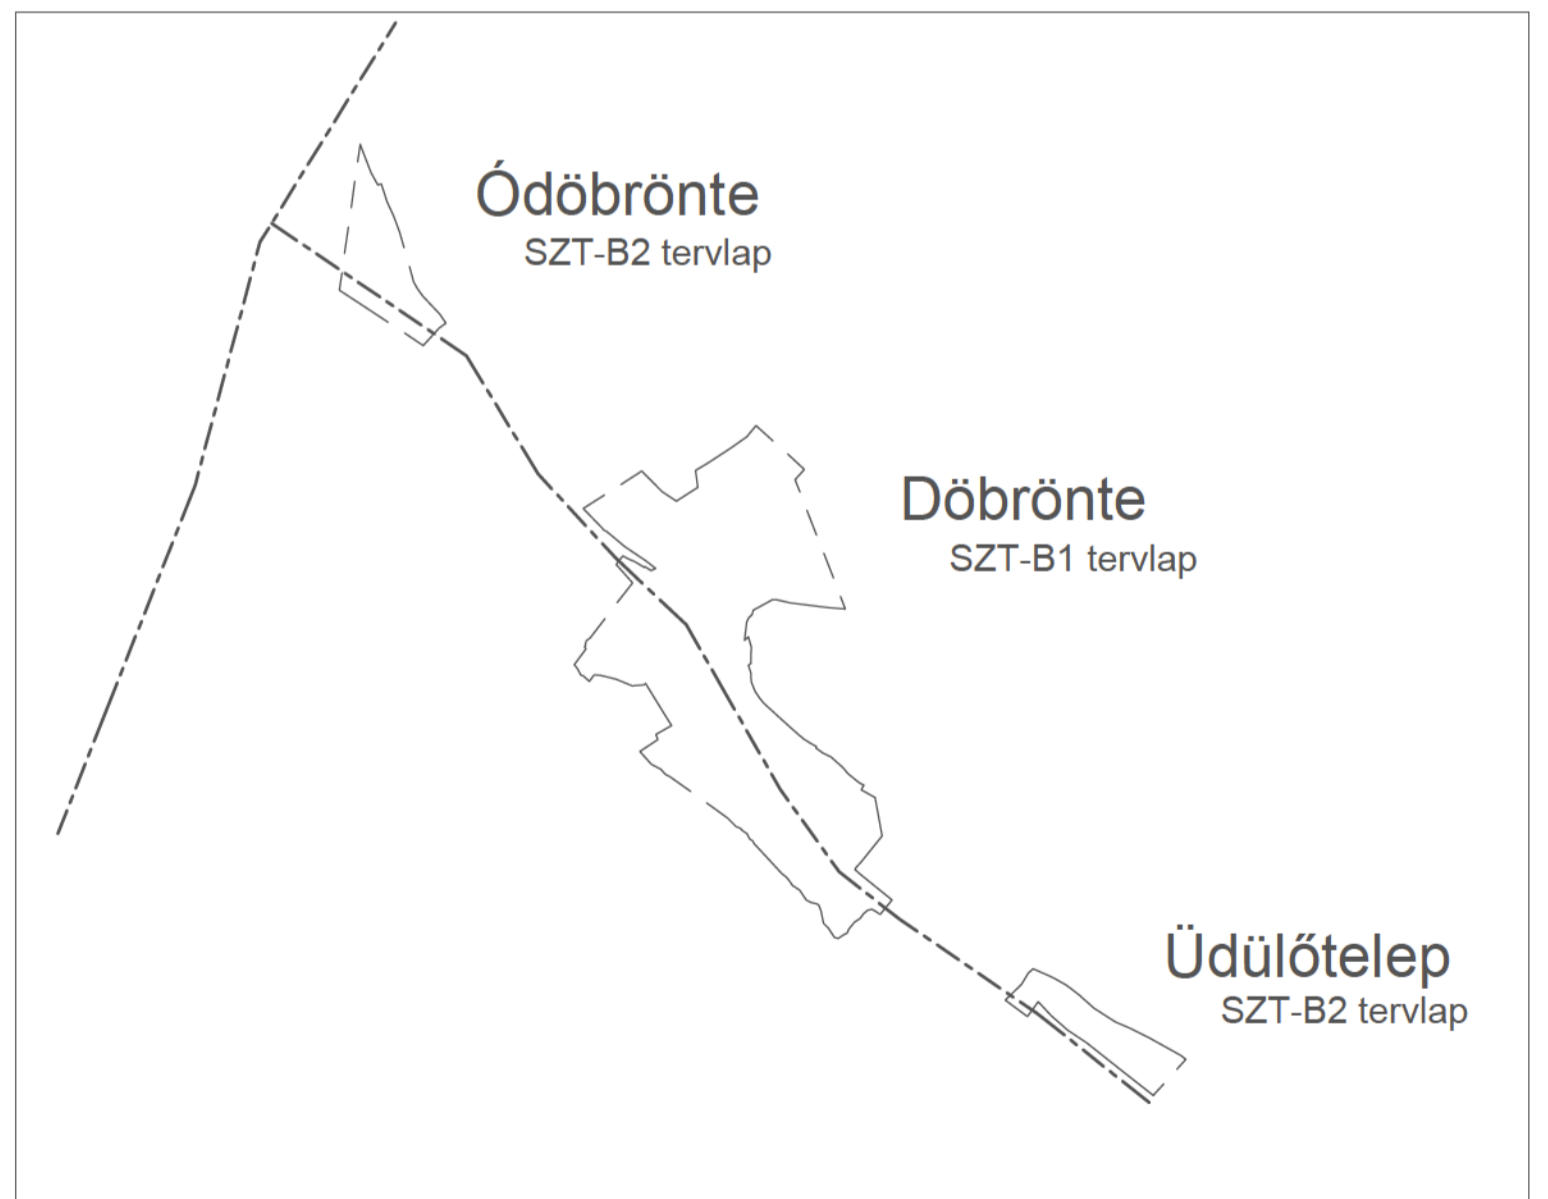 Ódöbrönte
SZT-B2 tervlap
Döbrönte
SZT-B1 tervlap
Üdülőtelep
SZT-B2 tervlap